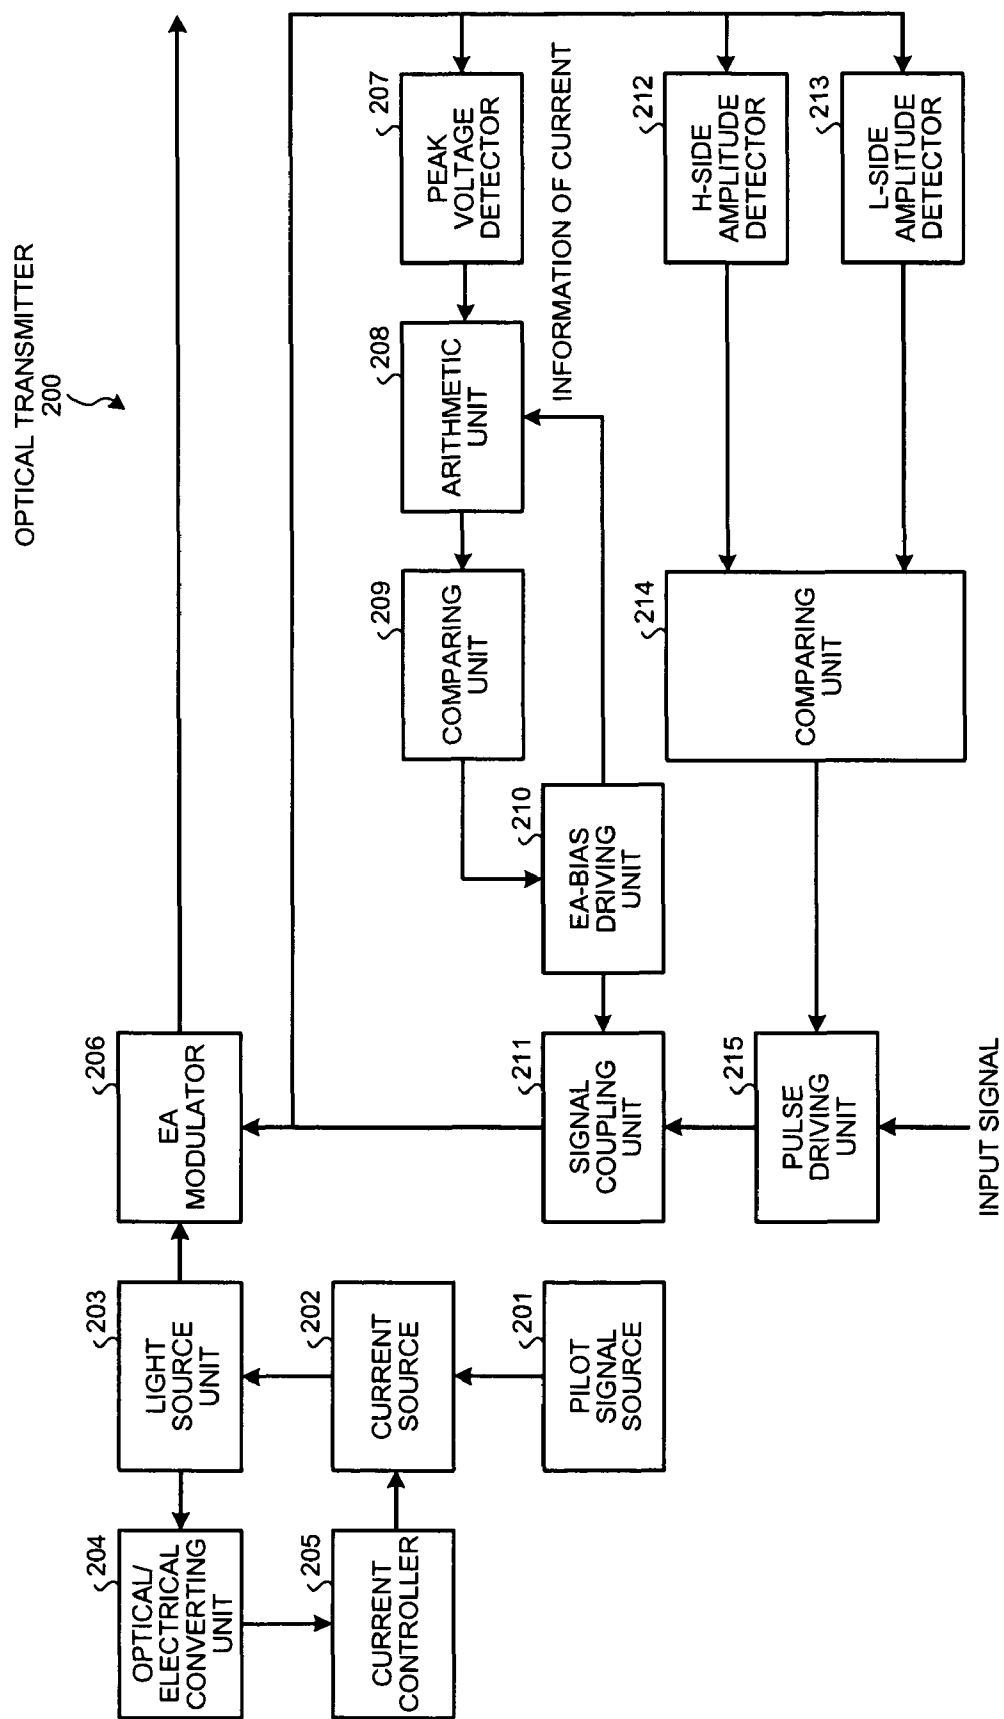 OPTICAL TRANSMITTER
200
204
OPTICAL/
ELECTRICAL
CONVERTING
UNIT
203
LIGHT
SOURCE
UNIT
206
EA
MODULATOR
205
CURRENT
CONTROLLER
202
CURRENT
SOURCE
201
PILOT
SIGNAL
SOURCE
211
SIGNAL
COUPLING
UNIT
210
EA-BIAS
DRIVING
UNIT
209
COMPARING
UNIT
208
ARITHMETIC
UNIT
207
PEAK
VOLTAGE
DETECTOR
INFORMATION OF CURRENT
215
PULSE
DRIVING
UNIT
214
COMPARING
UNIT
212
H-SIDE
AMPLITUDE
DETECTOR
213
L-SIDE
AMPLITUDE
DETECTOR
INPUT SIGNAL